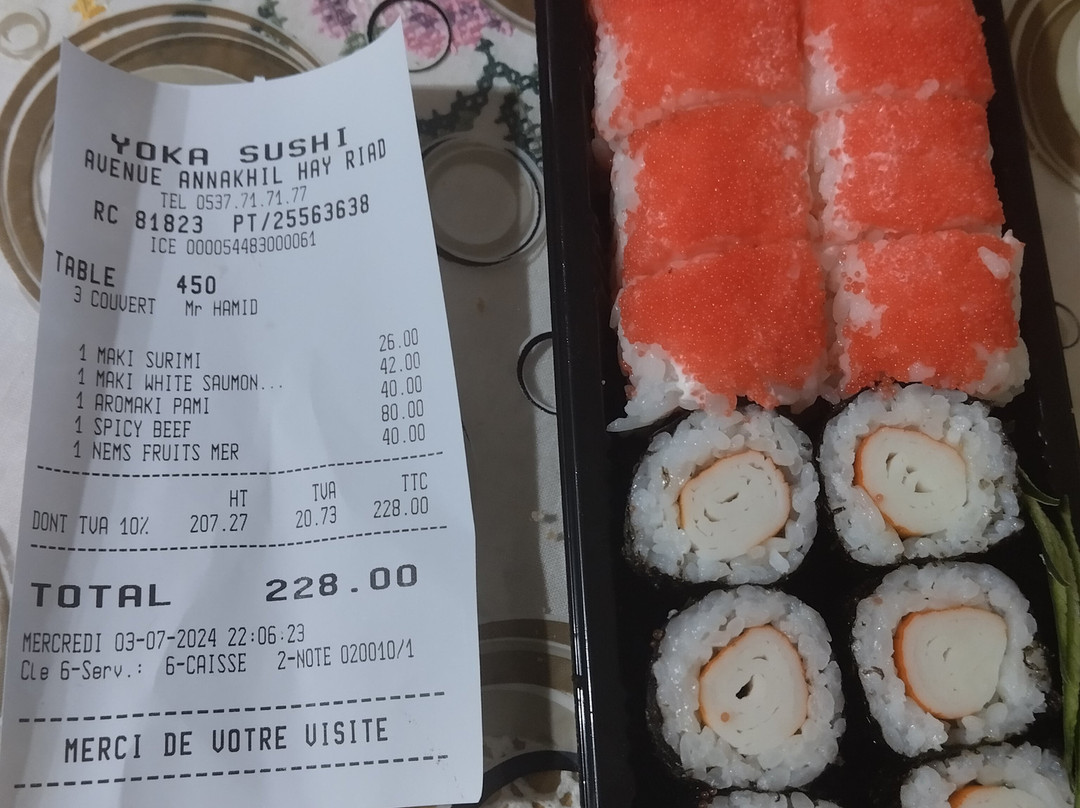 YOKA SUSHI
AVENUE ANNAKHIL HAY RIAD
TEL 0537.71.71.77
RC 81823 PT/25563638
ICE 000054483000061
TABLE 450
3 COUVERT Mr HAMID
1 MAKI SURIMI 26.00
1 MAKI WHITE SAUMON... 42.00
1 AROMAKI PAMI 40.00
1 SPICY BEEF 80.00
1 NEMS FRUITS MER 40.00
HT TVA TTC
DONT TVA 10% 207.27 20.73 228.00
TOTAL 228.00
MERCREDI 03-07-2024 22:06:23
Cle 6-Serv.: 6-CAISSE 2-NOTE 020010/1
MERCI DE VOTRE VISITE